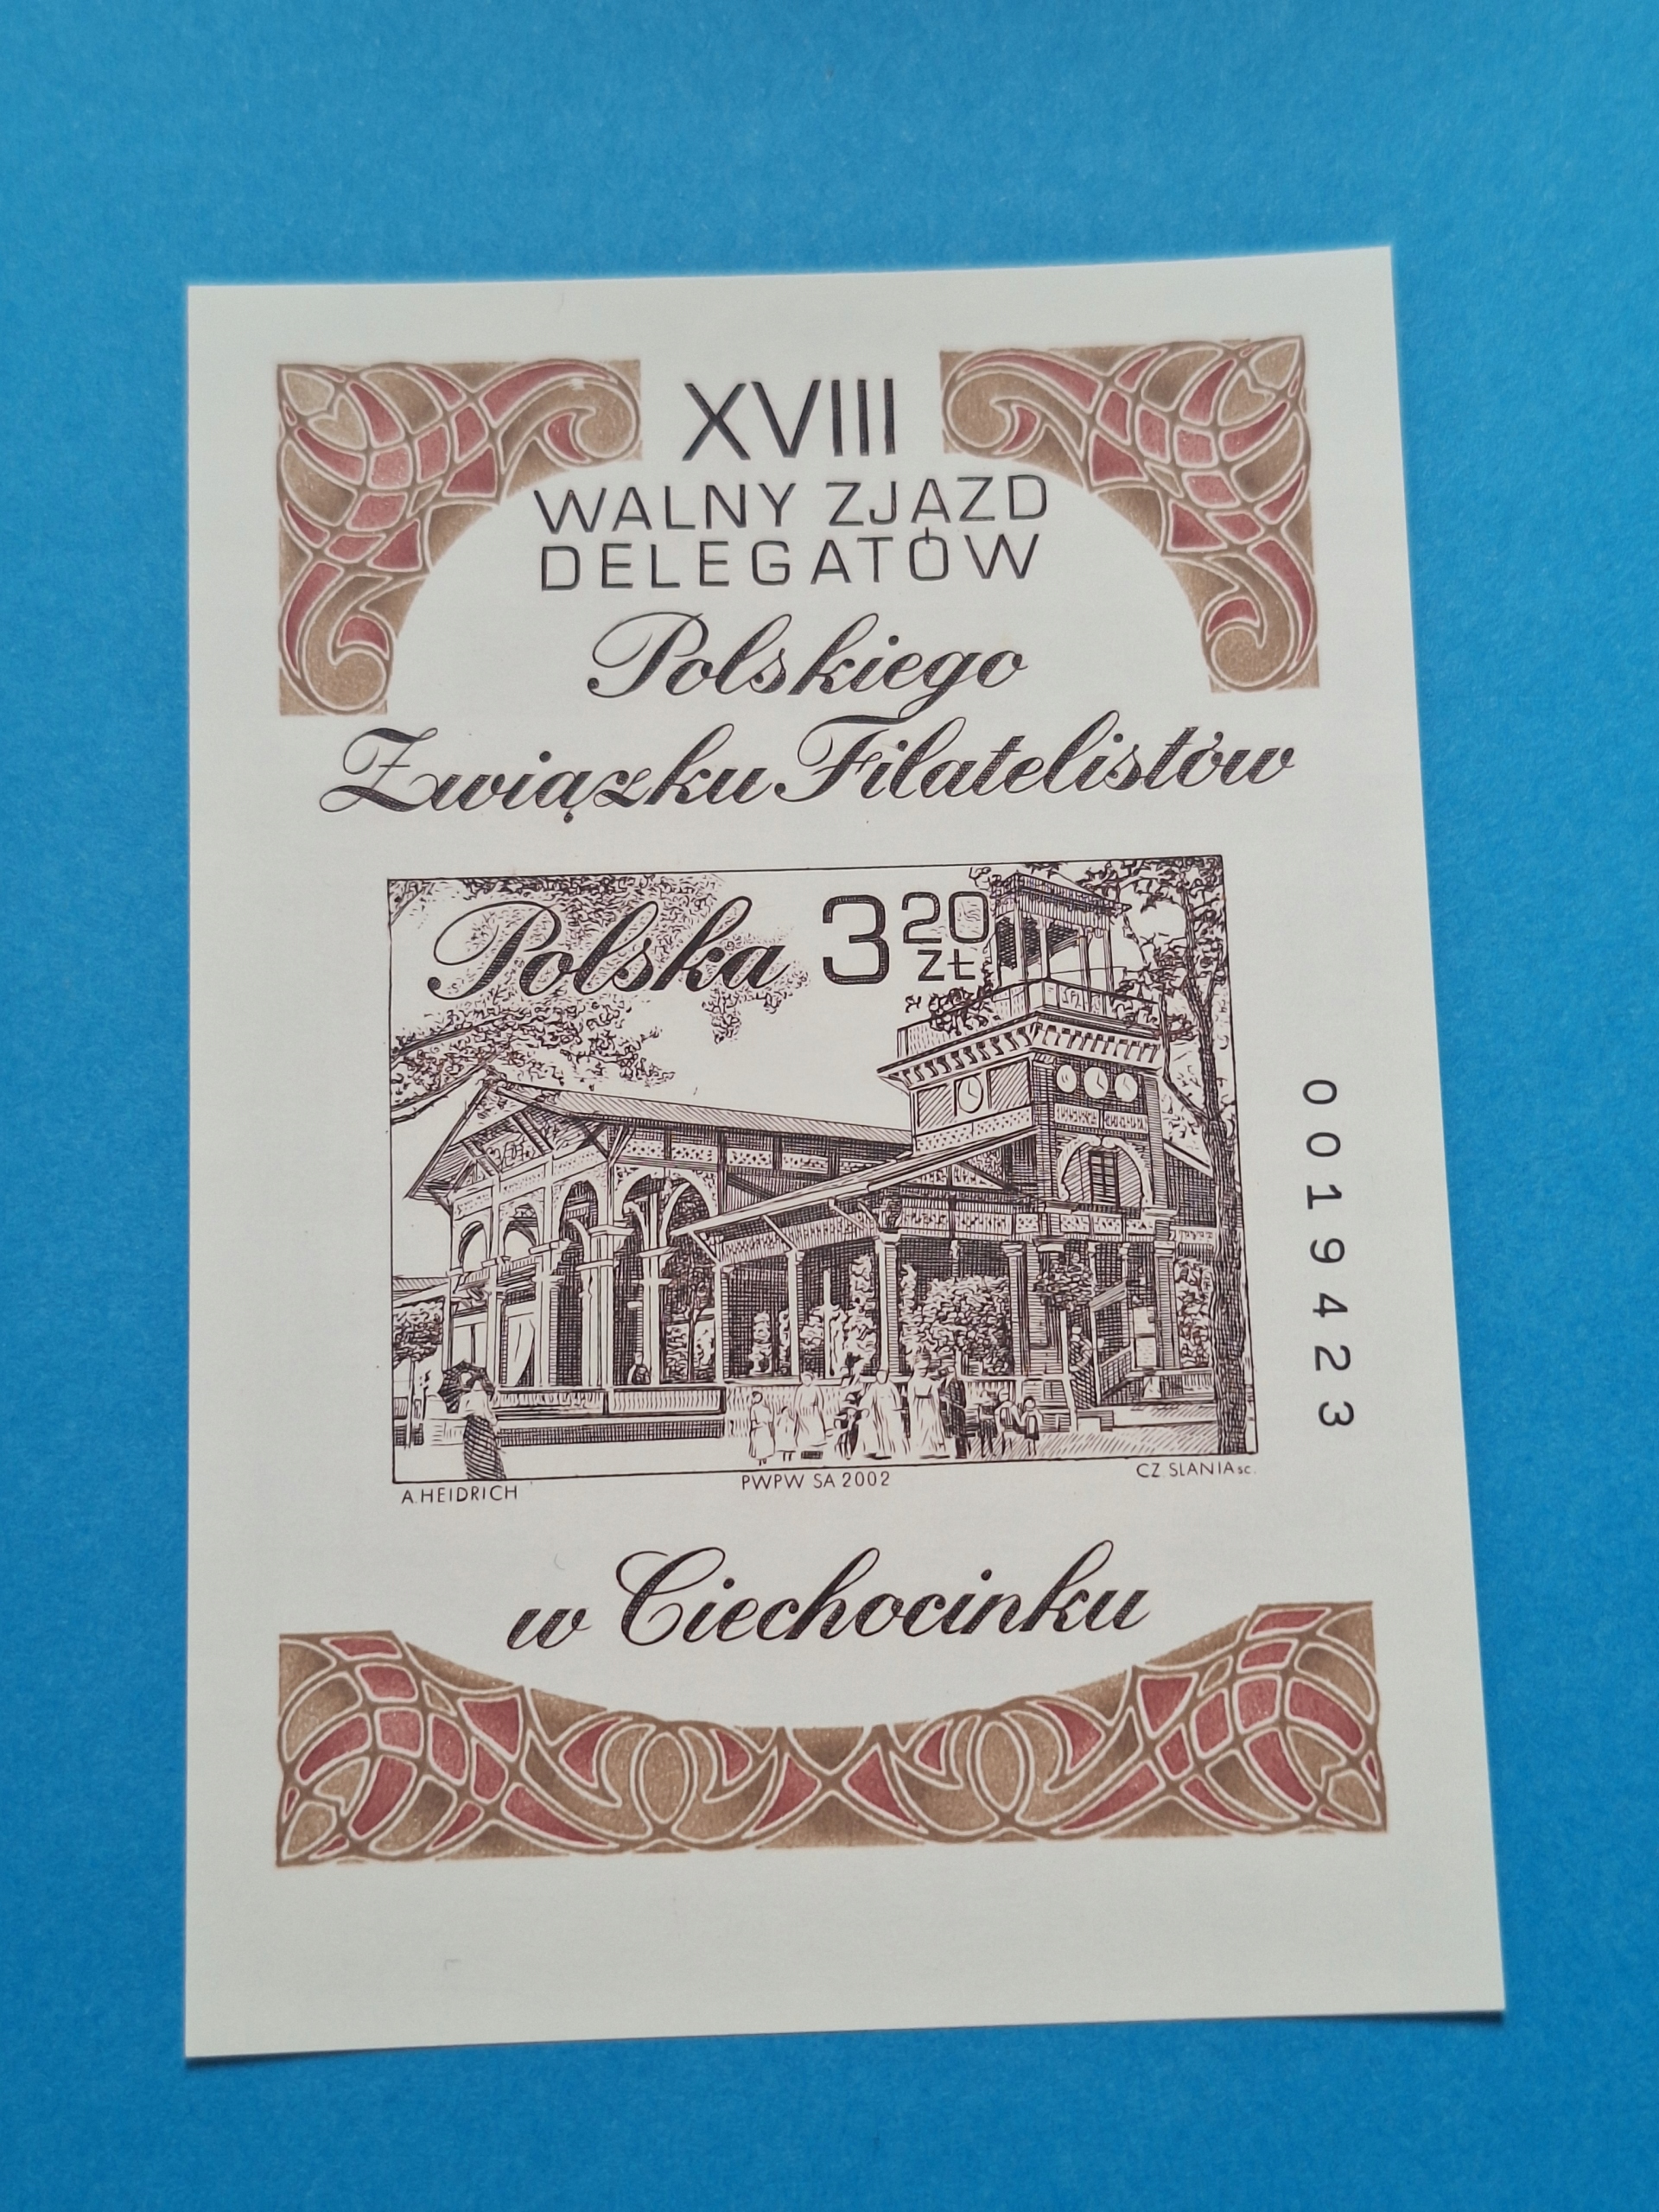 XVIII
WALNY ZJAZD
DELEGATÓW
Polskiego
Związku Filatelistów
Polska 3 20 ZŁ
0019423
A.HEIDRICH
PWPW SA 2002
CZ. SLANIA sc.
w Ciechocinku